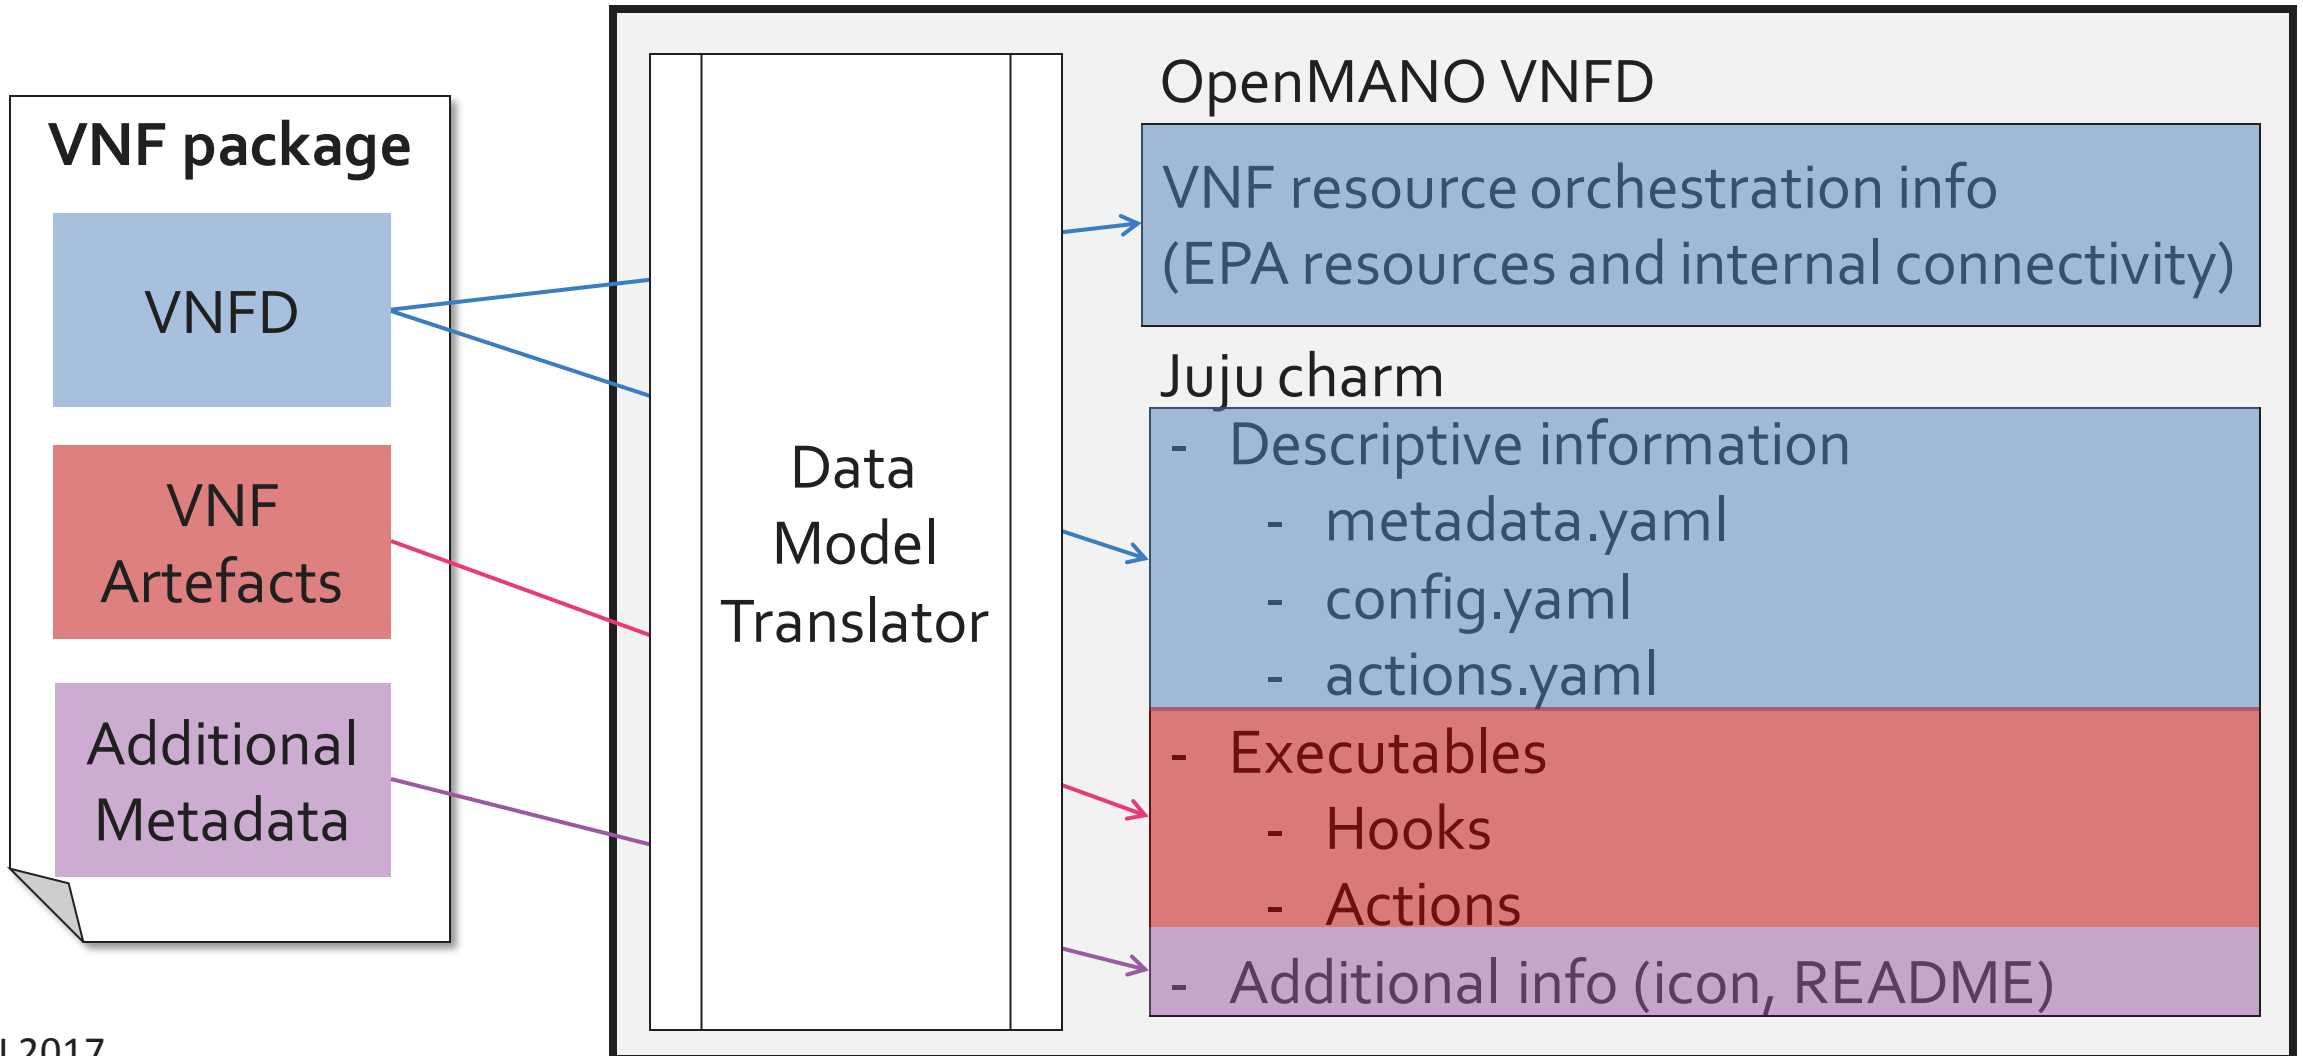 VNF package
VNFD
VNF
Artefacts
Additional
Metadata
Data
Model
Translator
OpenMANO VNFD
VNF resource orchestration info
(EPA resources and internal connectivity)
Juju charm
- Descriptive information
- metadata.yaml
- config.yaml
- actions.yaml
- Executables
- Hooks
- Actions
- Additional info (icon, README)
2017